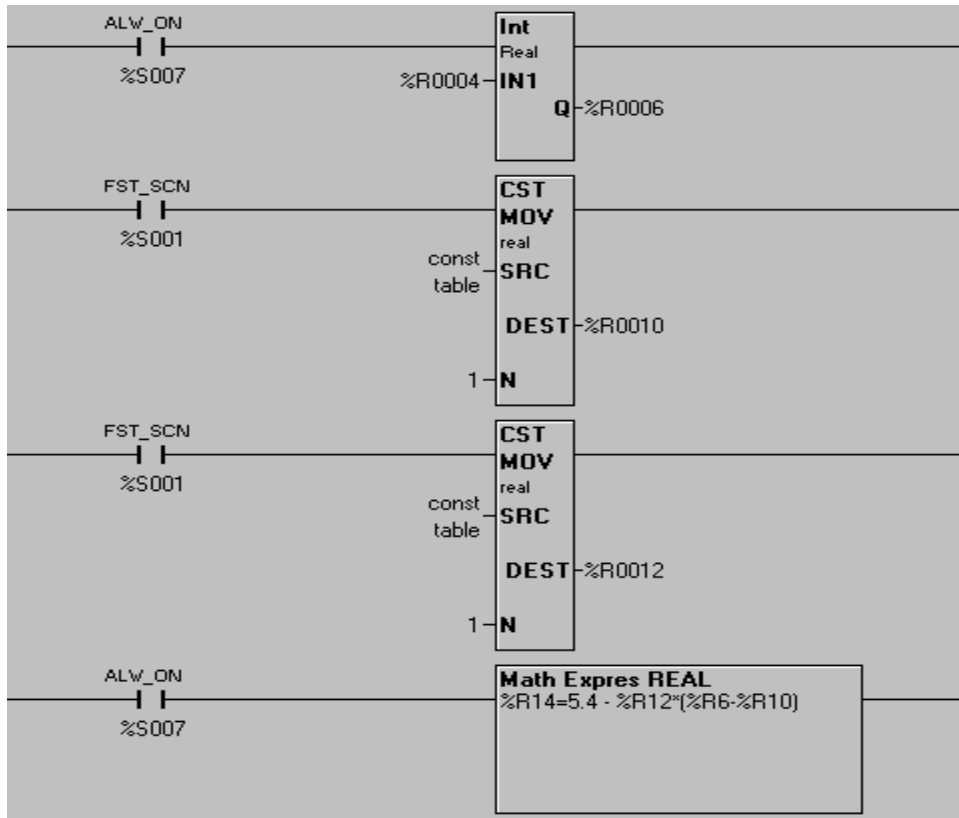 ALW_ON
%S007
Int
Real
%R0004
IN1
Q
%R0006
FST_SCN
%S001
CST
MOV
real
const
table
SRC
DEST
%R0010
1
N
FST_SCN
%S001
CST
MOV
real
const
table
SRC
DEST
%R0012
1
N
ALW_ON
%S007
Math Expres REAL
%R14=5.4 - %R12*(%R6-%R10)